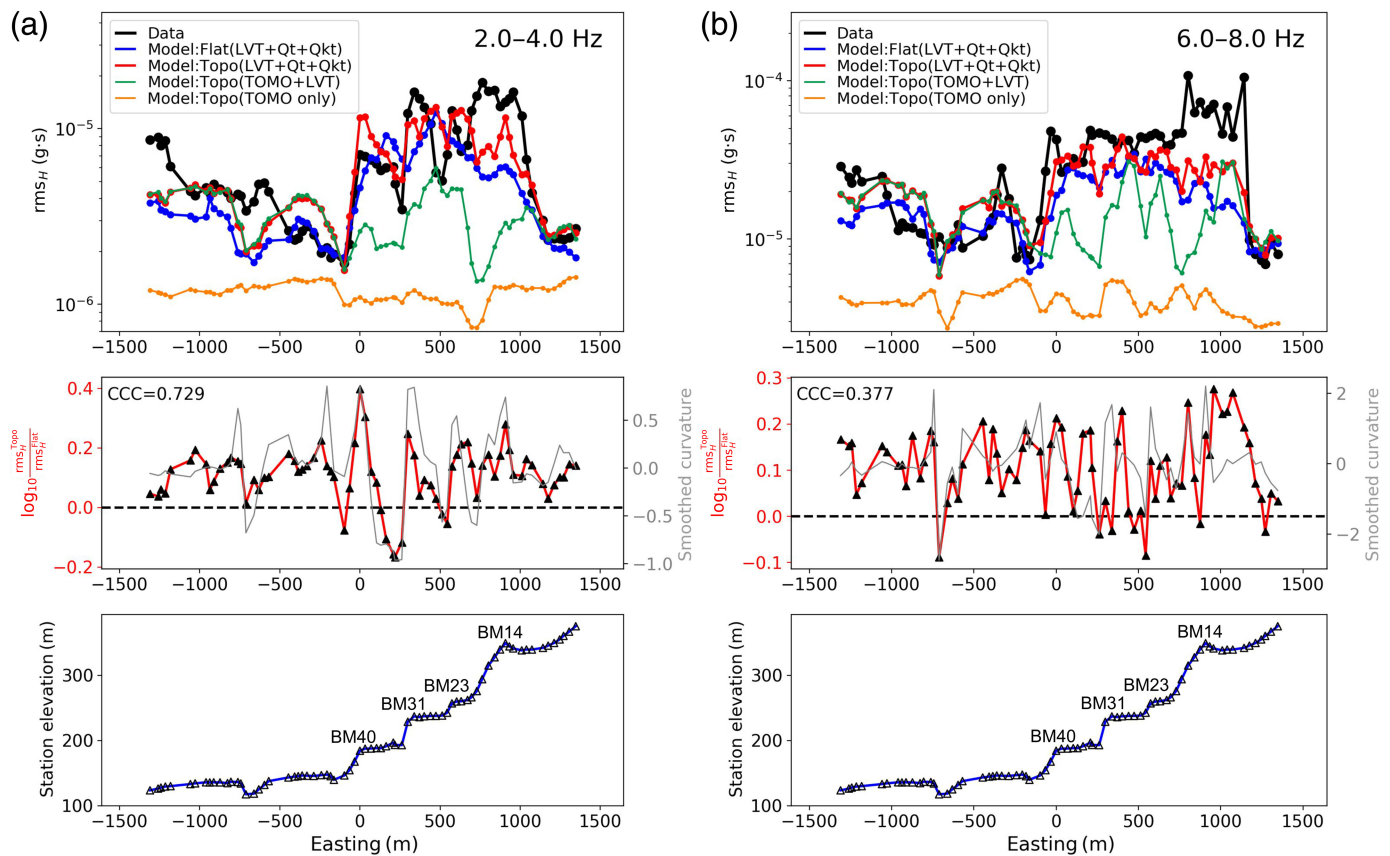 (a)
2.0–4.0 Hz
Data
Model:Flat(LVT+Qt+Qkt)
Model:Topo(LVT+Qt+Qkt)
Model:Topo(TOMO+LVT)
Model:Topo(TOMO only)
rms_H (g·s)
10⁻⁵
10⁻⁶
−1500 −1000 −500 0 500 1000 1500
CCC=0.729
log₁₀ rms_H^Topo / rms_H^Flat
0.4
0.2
0.0
−0.2
0.5
0.0
−0.5
−1.0
Smoothed curvature
−1500 −1000 −500 0 500 1000 1500
Station elevation (m)
300
200
100
BM14
BM23
BM31
BM40
−1500 −1000 −500 0 500 1000 1500
Easting (m)
(b)
6.0–8.0 Hz
Data
Model:Flat(LVT+Qt+Qkt)
Model:Topo(LVT+Qt+Qkt)
Model:Topo(TOMO+LVT)
Model:Topo(TOMO only)
rms_H (g·s)
10⁻⁴
10⁻⁵
−1500 −1000 −500 0 500 1000 1500
CCC=0.377
log₁₀ rms_H^Topo / rms_H^Flat
0.3
0.2
0.1
0.0
−0.1
2
0
−2
Smoothed curvature
−1500 −1000 −500 0 500 1000 1500
Station elevation (m)
300
200
100
BM14
BM23
BM31
BM40
−1500 −1000 −500 0 500 1000 1500
Easting (m)